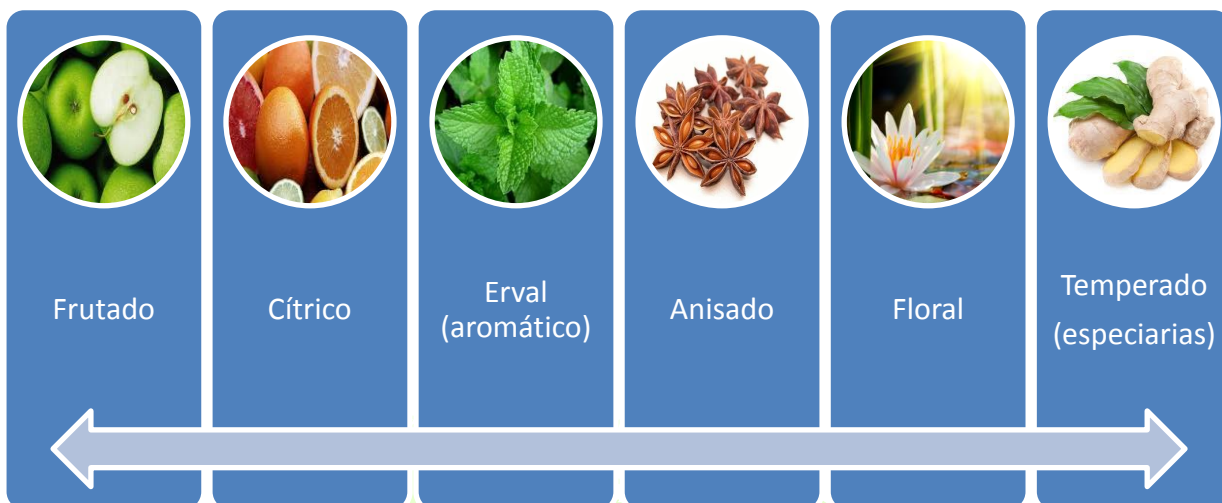 Frutado
Cítrico
Erval
(aromático)
Anisado
Floral
Temperado
(especiarias)